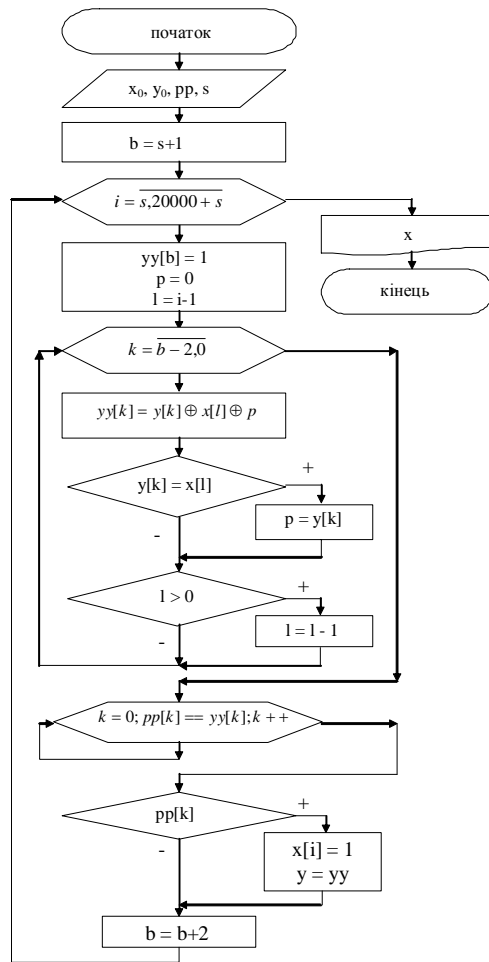 початок
x₀, y₀, pp, s
b = s+1
i = s,20000 + s
x
кінець
yy[b] = 1
p = 0
l = i-1
k = b − 2,0
yy[k] = y[k] ⊕ x[l] ⊕ p
y[k] = x[l]
+
p = y[k]
-
l > 0
+
l = l - 1
-
k = 0; pp[k] == yy[k]; k ++
pp[k]
+
x[i] = 1
y = yy
-
b = b+2